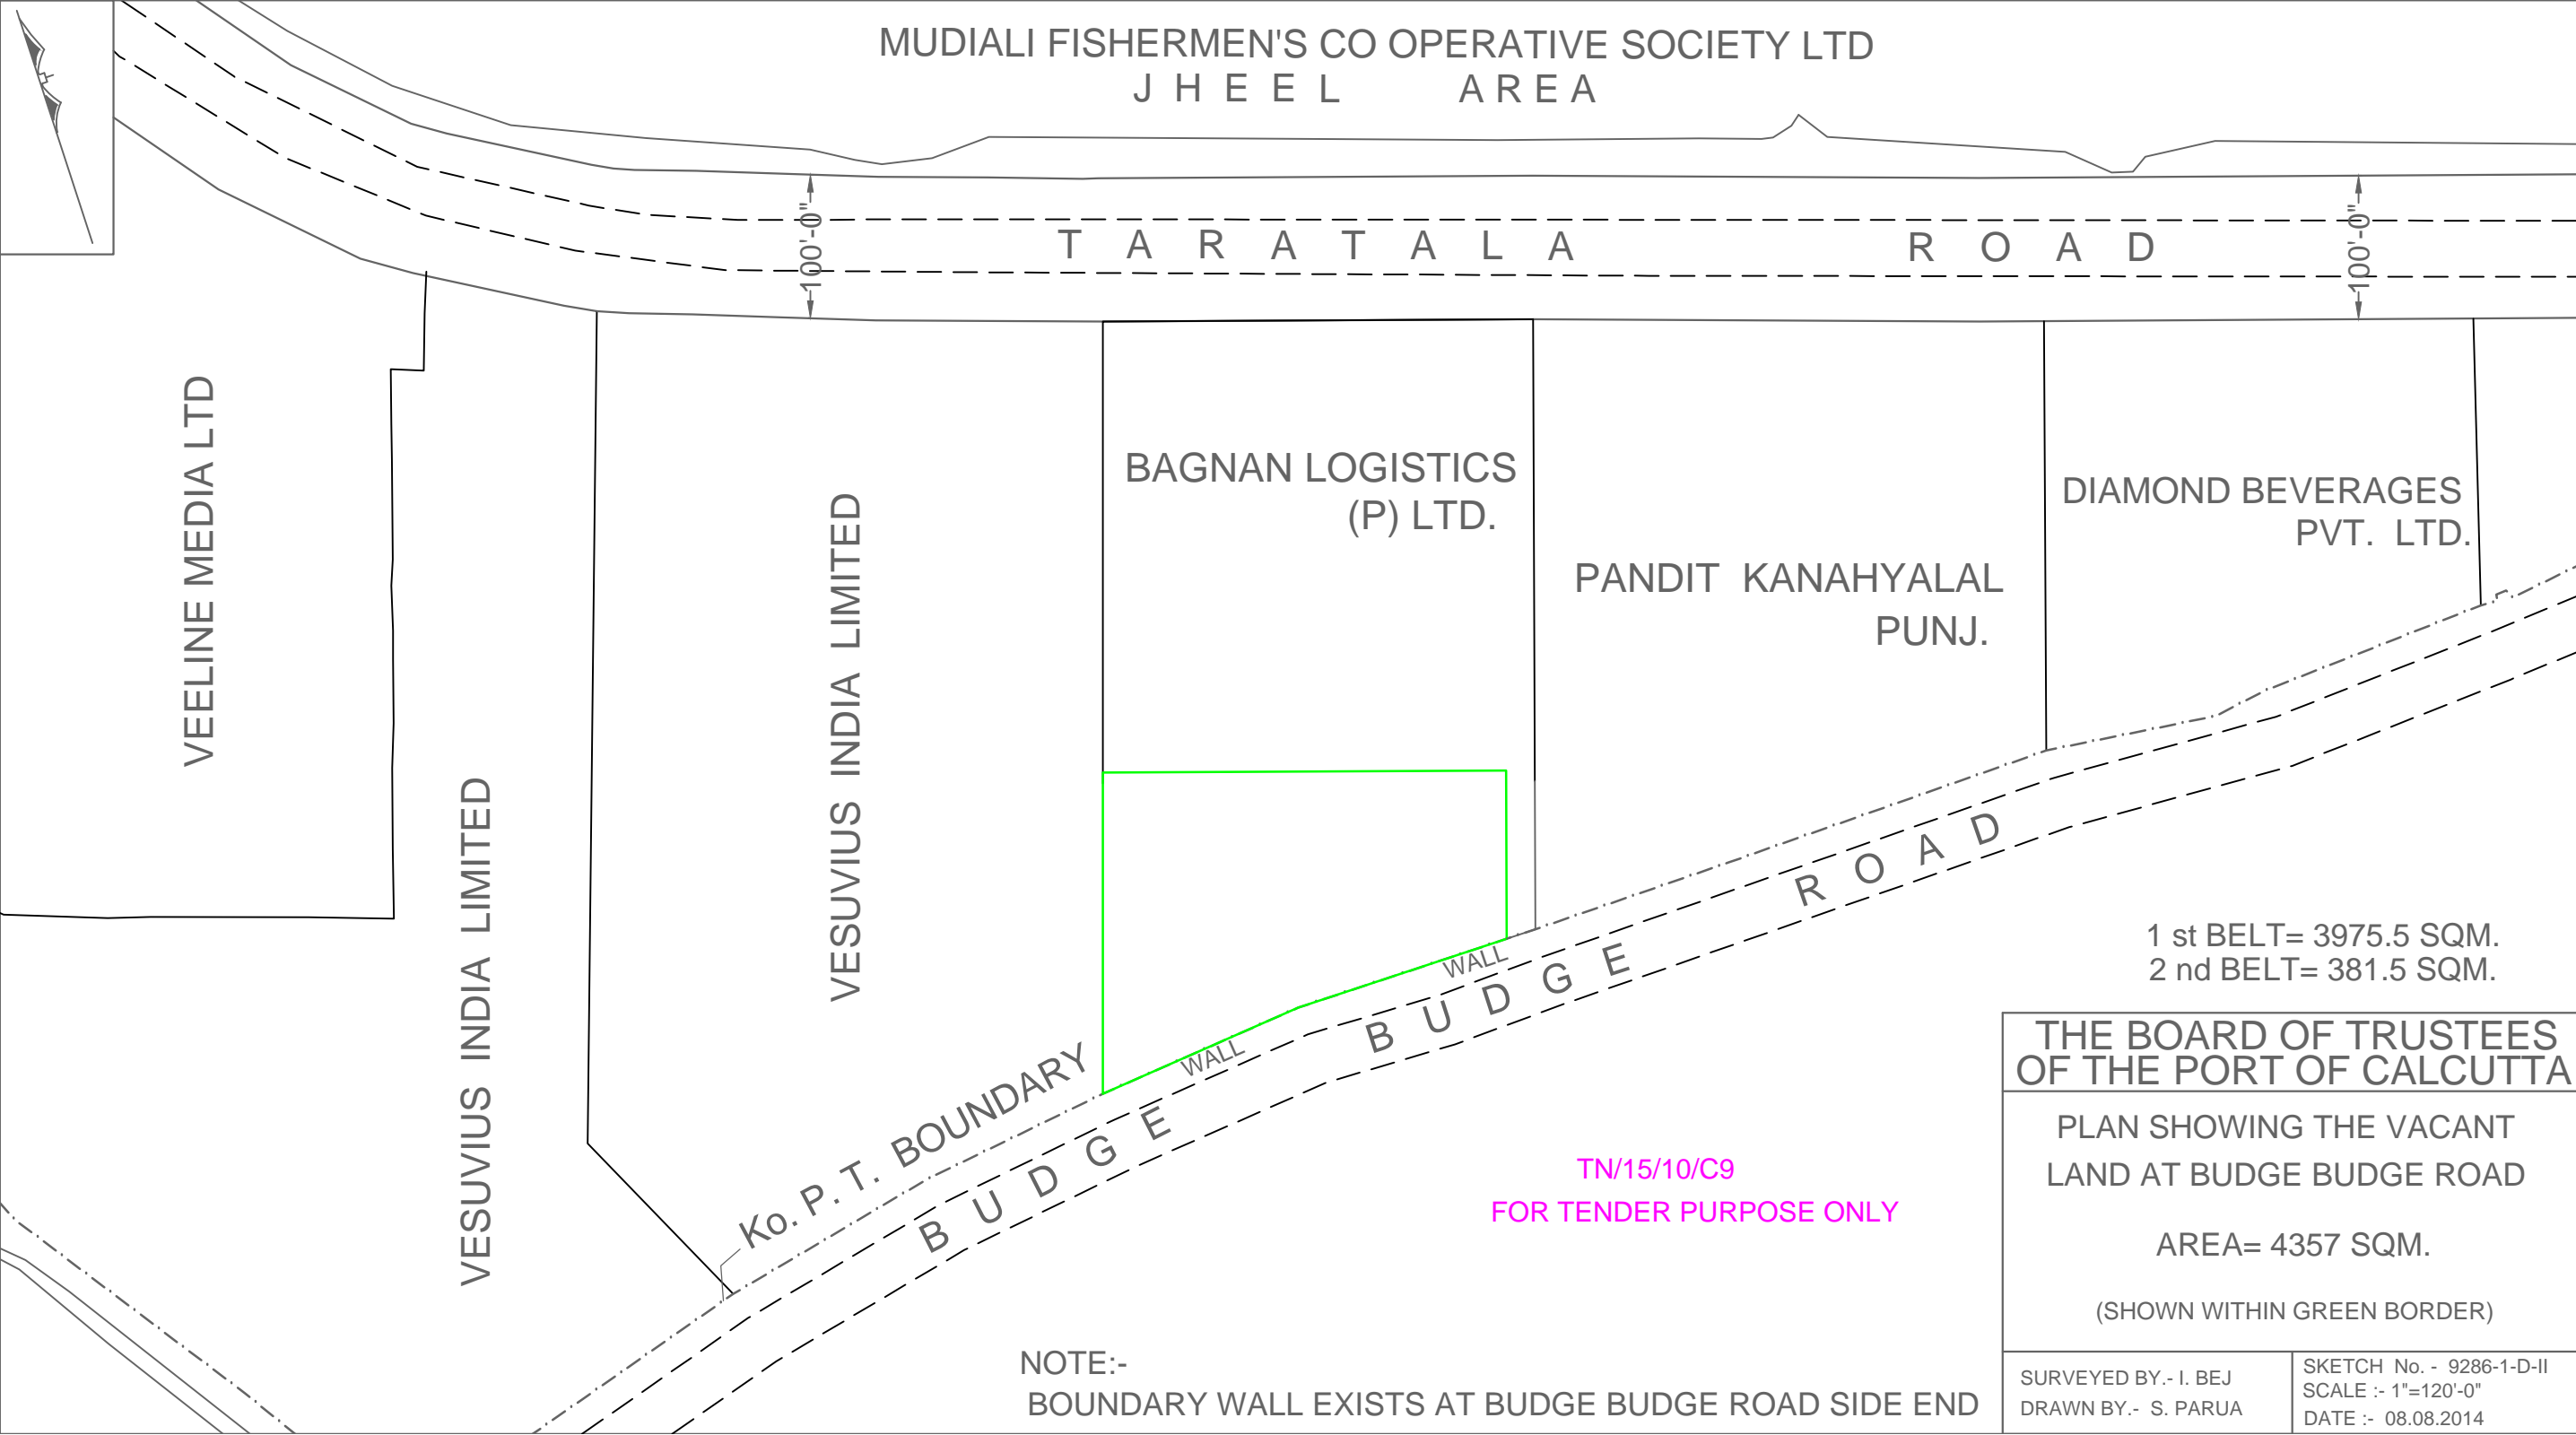 MUDIALI FISHERMEN'S CO OPERATIVE SOCIETY LTD
JHEEL AREA
100'-0"
TARATALA ROAD
100'-0"
VEELINE MEDIA LTD
VESUVIUS INDIA LIMITED
VESUVIUS INDIA LIMITED
BAGNAN LOGISTICS
(P) LTD.
PANDIT KANAHYALAL
PUNJ.
DIAMOND BEVERAGES
PVT. LTD.
WALL
WALL
Ko. P. T. BOUNDARY
BUDGE BUDGE ROAD
1 st BELT= 3975.5 SQM.
2 nd BELT= 381.5 SQM.
TN/15/10/C9
FOR TENDER PURPOSE ONLY
NOTE:-
BOUNDARY WALL EXISTS AT BUDGE BUDGE ROAD SIDE END
THE BOARD OF TRUSTEES
OF THE PORT OF CALCUTTA
PLAN SHOWING THE VACANT
LAND AT BUDGE BUDGE ROAD
AREA= 4357 SQM.
(SHOWN WITHIN GREEN BORDER)
SURVEYED BY.- I. BEJ
DRAWN BY.- S. PARUA
SKETCH No. - 9286-1-D-II
SCALE :- 1"=120'-0"
DATE :- 08.08.2014